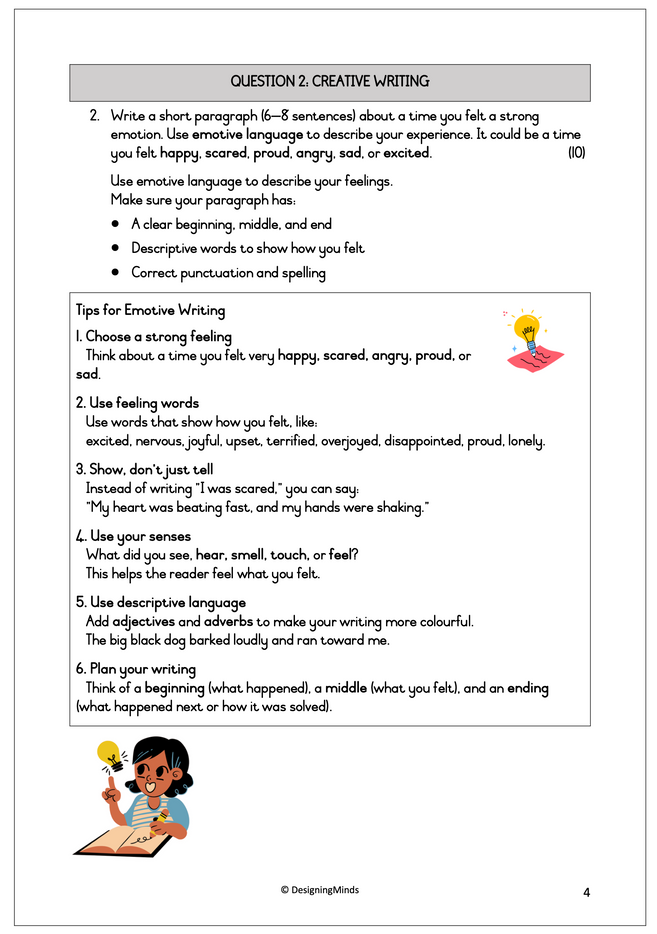 QUESTION 2: CREATIVE WRITING
2. Write a short paragraph (6–8 sentences) about a time you felt a strong
emotion. Use emotive language to describe your experience. It could be a time
you felt happy, scared, proud, angry, sad, or excited. (10)
Use emotive language to describe your feelings.
Make sure your paragraph has:
● A clear beginning, middle, and end
● Descriptive words to show how you felt
● Correct punctuation and spelling
Tips for Emotive Writing
1. Choose a strong feeling
Think about a time you felt very happy, scared, angry, proud, or
sad.
2. Use feeling words
Use words that show how you felt, like:
excited, nervous, joyful, upset, terrified, overjoyed, disappointed, proud, lonely.
3. Show, don't just tell
Instead of writing "I was scared," you can say:
"My heart was beating fast, and my hands were shaking."
4. Use your senses
What did you see, hear, smell, touch, or feel?
This helps the reader feel what you felt.
5. Use descriptive language
Add adjectives and adverbs to make your writing more colourful.
The big black dog barked loudly and ran toward me.
6. Plan your writing
Think of a beginning (what happened), a middle (what you felt), and an ending
(what happened next or how it was solved).
© DesigningMinds
4